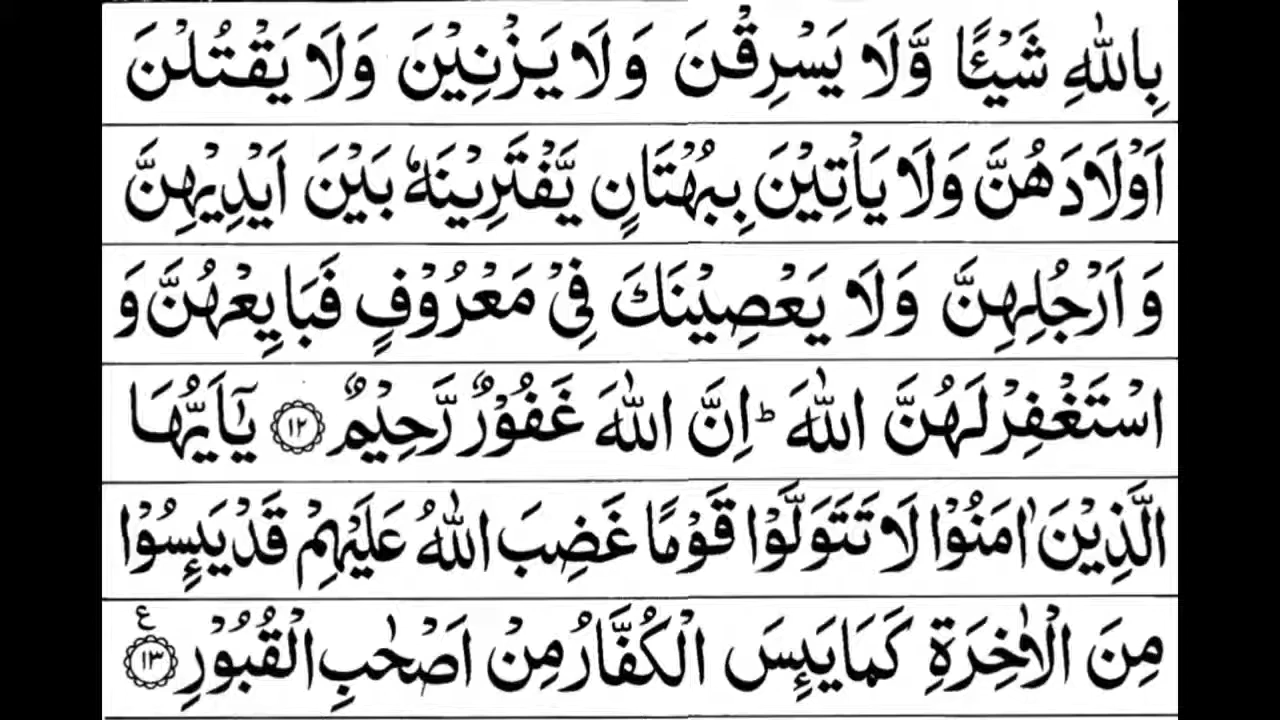 بِاللّٰهِ شَيْـًٔا وَّلَا يَسْرِقْنَ وَلَا يَزْنِيْنَ وَلَا يَقْتُلْنَ
اَوْلَادَهُنَّ وَلَا يَاْتِيْنَ بِبُهْتَانٍ يَّفْتَرِيْنَهٗ بَيْنَ اَيْدِيْهِنَّ
وَاَرْجُلِهِنَّ وَلَا يَعْصِيْنَكَ فِيْ مَعْرُوْفٍ فَبَايِعْهُنَّ وَ
اسْتَغْفِرْ لَهُنَّ اللّٰهَ ؕ اِنَّ اللّٰهَ غَفُوْرٌ رَّحِيْمٌ ۝۱۲ يٰٓاَيُّهَا
الَّذِيْنَ اٰمَنُوْا لَا تَتَوَلَّوْا قَوْمًا غَضِبَ اللّٰهُ عَلَيْهِمْ قَدْ يَىِٕسُوْا
مِنَ الْاٰخِرَةِ كَمَا يَىِٕسَ الْكُفَّارُ مِنْ اَصْحٰبِ الْقُبُوْرِ ۝۱۳ ع